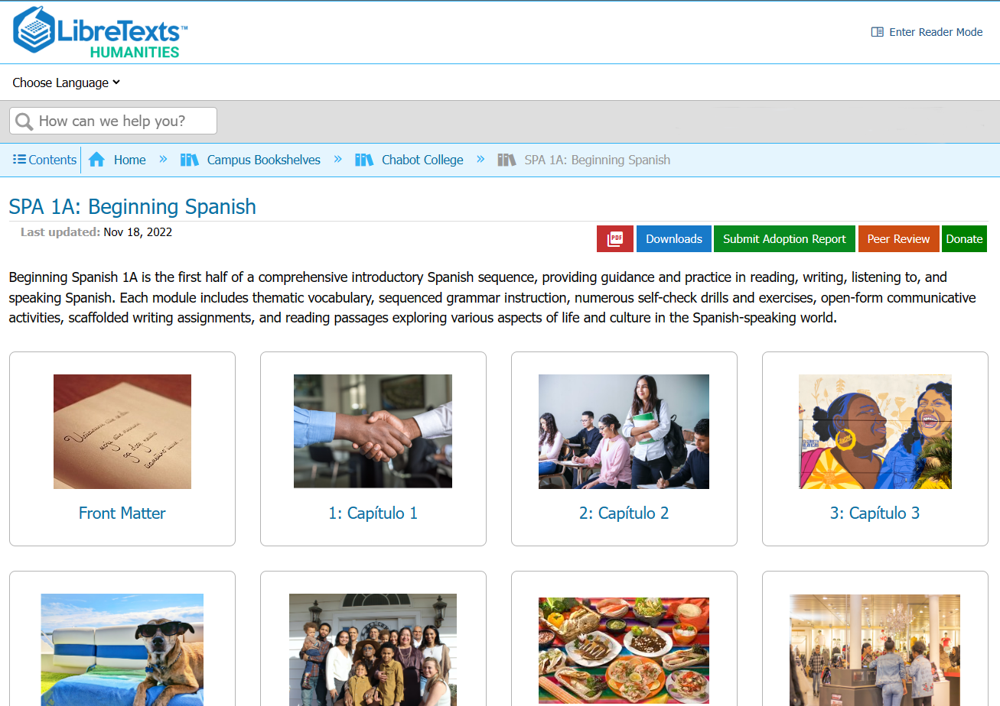 LibreTexts™
HUMANITIES
Enter Reader Mode
Choose Language
How can we help you?
Contents Home » Campus Bookshelves » Chabot College » SPA 1A: Beginning Spanish
SPA 1A: Beginning Spanish
Last updated: Nov 18, 2022
PDF Downloads Submit Adoption Report Peer Review Donate
Beginning Spanish 1A is the first half of a comprehensive introductory Spanish sequence, providing guidance and practice in reading, writing, listening to, and
speaking Spanish. Each module includes thematic vocabulary, sequenced grammar instruction, numerous self-check drills and exercises, open-form communicative
activities, scaffolded writing assignments, and reading passages exploring various aspects of life and culture in the Spanish-speaking world.
Front Matter
1: Capítulo 1
2: Capítulo 2
3: Capítulo 3